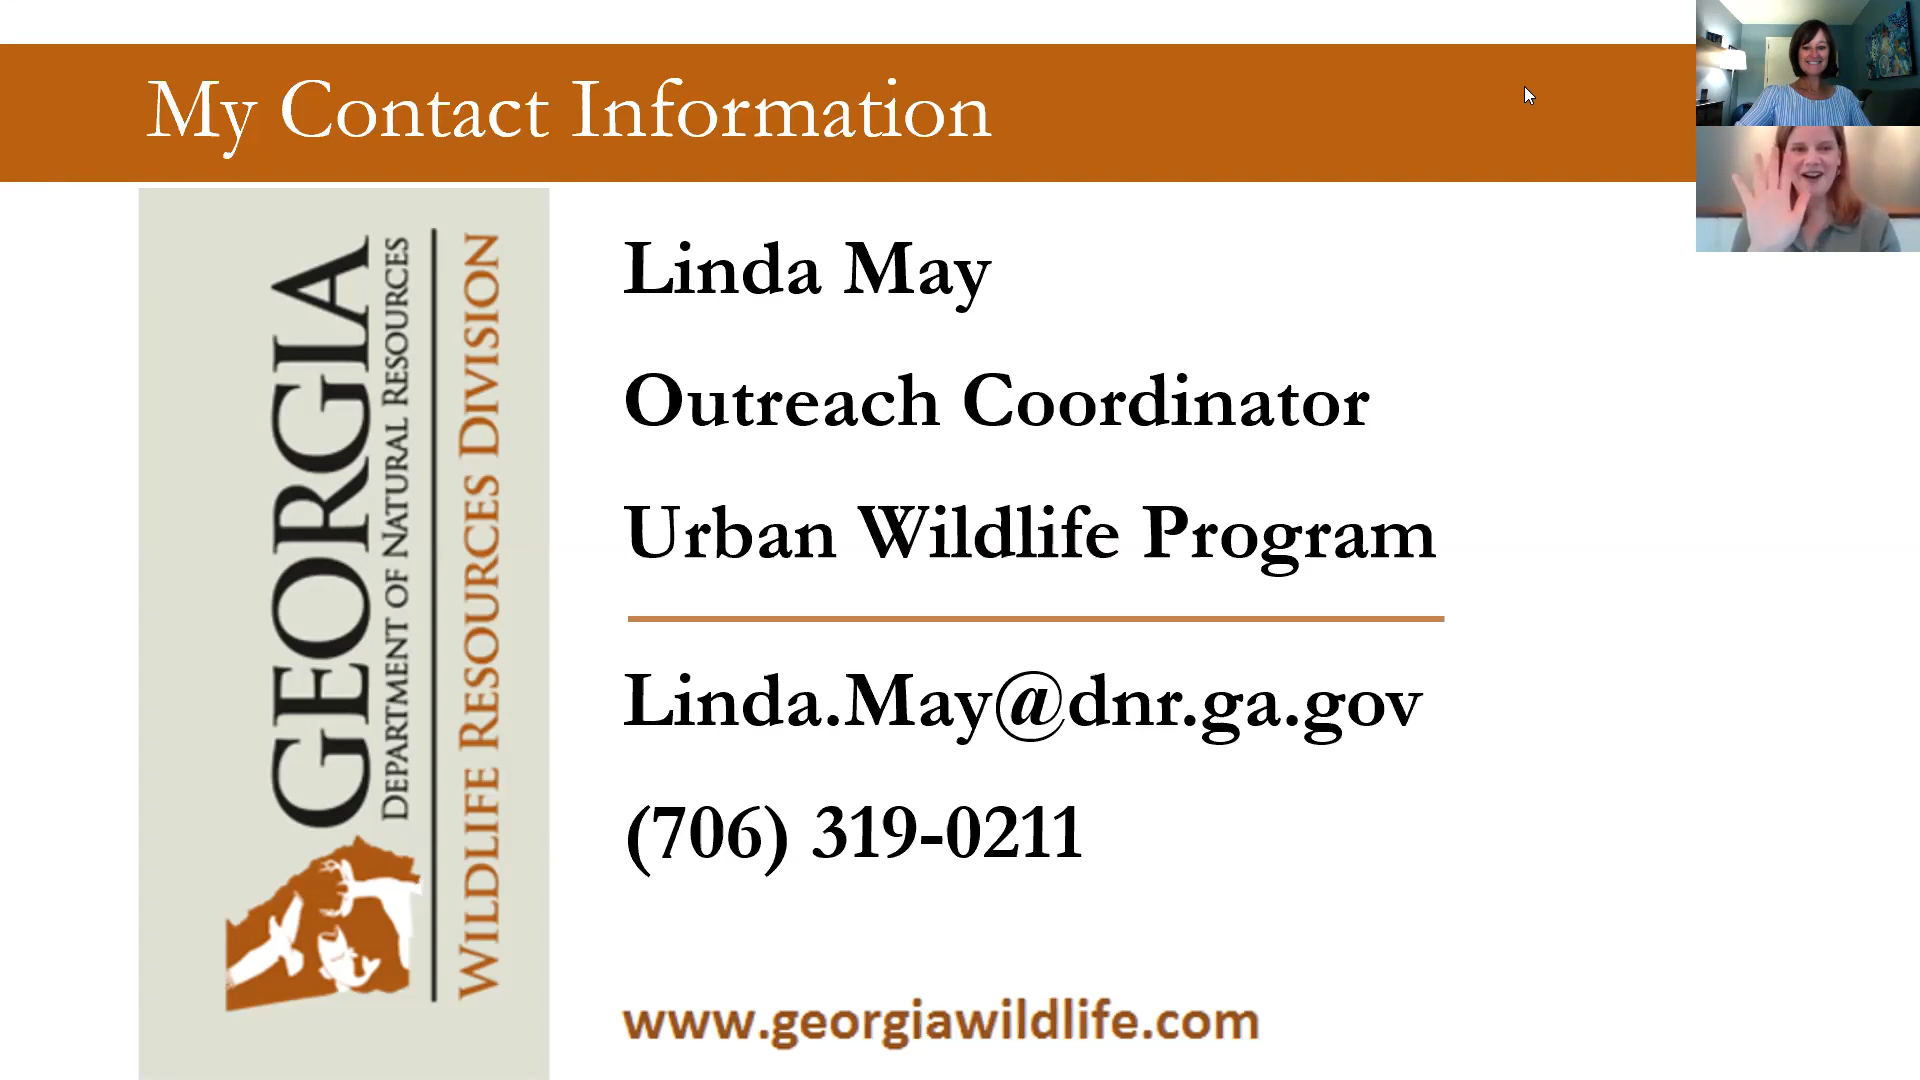 My Contact Information
GEORGIA
DEPARTMENT OF NATURAL RESOURCES
WILDLIFE RESOURCES DIVISION
Linda May
Outreach Coordinator
Urban Wildlife Program
Linda.May@dnr.ga.gov
(706) 319-0211
www.georgiawildlife.com